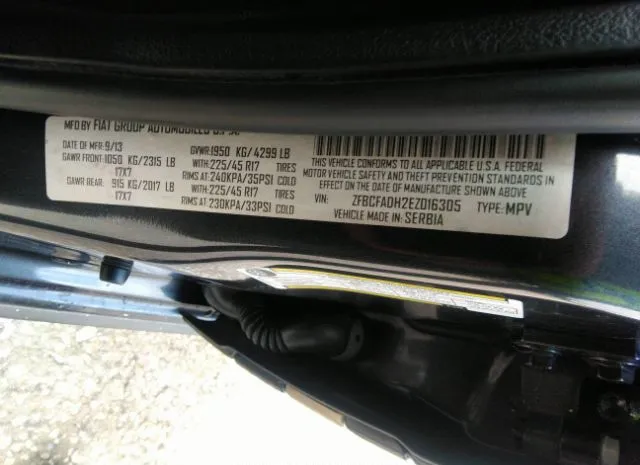 MFD BY FIAT GROUP AUTOMOBILES S.P.A.
DATE OF MFR: 9/13 GVWR: 1950 KG/ 4299 LB
GAWR FRONT: 1050 KG/2315 LB WITH: 225/45 R17 TIRES
17X7 RIMS AT: 240KPA/35PSI COLD
GAWR REAR: 915 KG/2017 LB WITH: 225/45 R17 TIRES
17X7 RIMS AT: 230KPA/33PSI COLD
THIS VEHICLE CONFORMS TO ALL APPLICABLE U.S.A. FEDERAL
MOTOR VEHICLE SAFETY AND THEFT PREVENTION STANDARDS IN
EFFECT ON THE DATE OF MANUFACTURE SHOWN ABOVE.
VIN: ZFBCFADH2EZ016305 TYPE: MPV
VEHICLE MADE IN: SERBIA